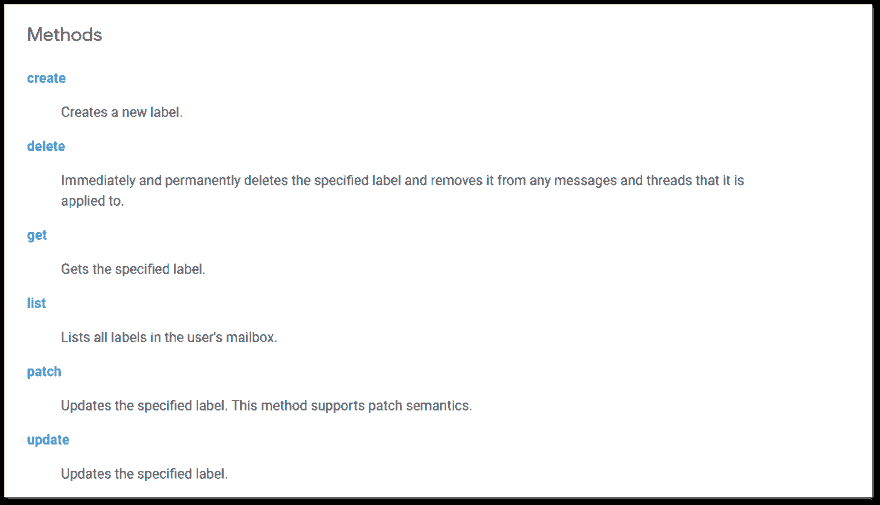 Methods
create
Creates a new label.
delete
Immediately and permanently deletes the specified label and removes it from any messages and threads that it is
applied to.
get
Gets the specified label.
list
Lists all labels in the user's mailbox.
patch
Updates the specified label. This method supports patch semantics.
update
Updates the specified label.